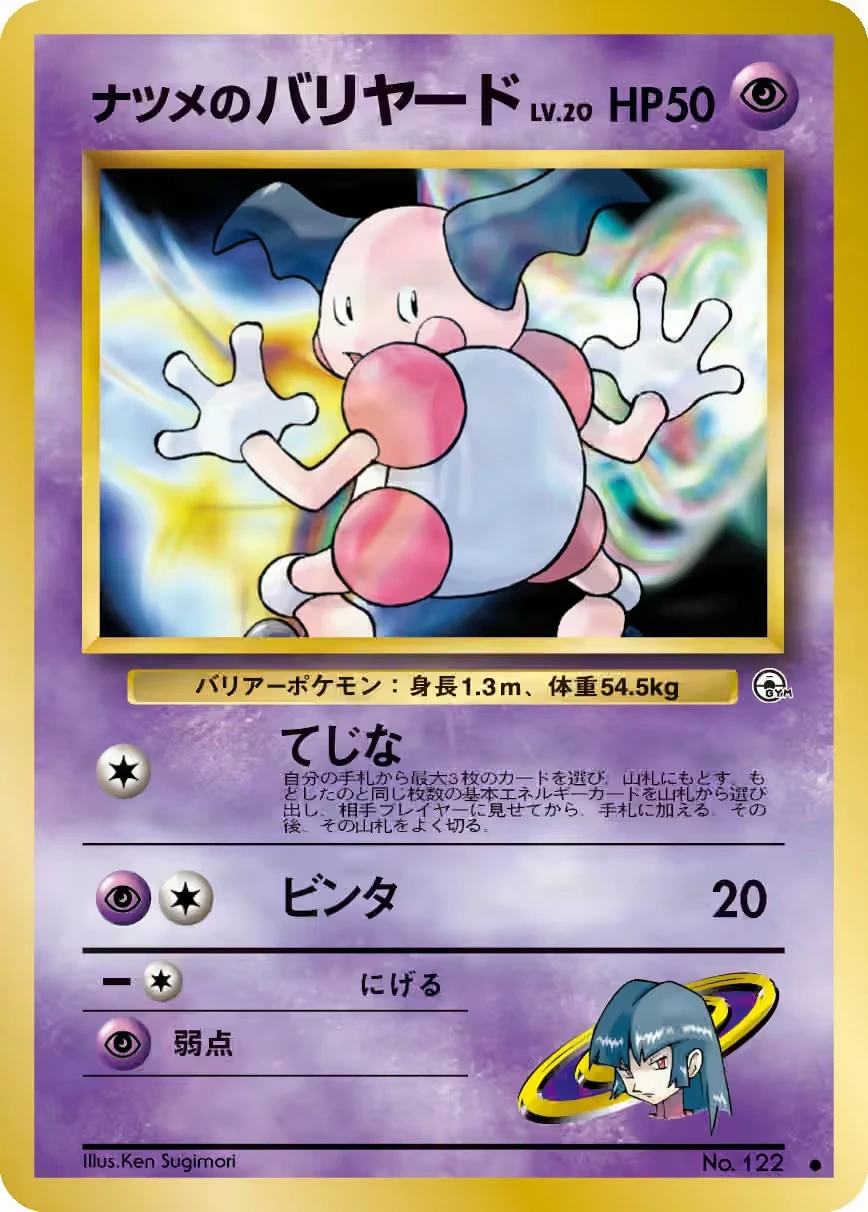 ナツメのバリヤード LV.20 HP50
バリアーポケモン：身長1.3m、体重54.5kg
GYM
てじな
自分の手札から最大3枚のカードを選び、山札にもどす。も
どしたのと同じ枚数の基本エネルギーカードを山札から選び
出し、相手プレイヤーに見せてから、手札に加える。その
後、その山札をよく切る。
ビンタ 20
ー にげる
弱点
Illus.Ken Sugimori No. 122